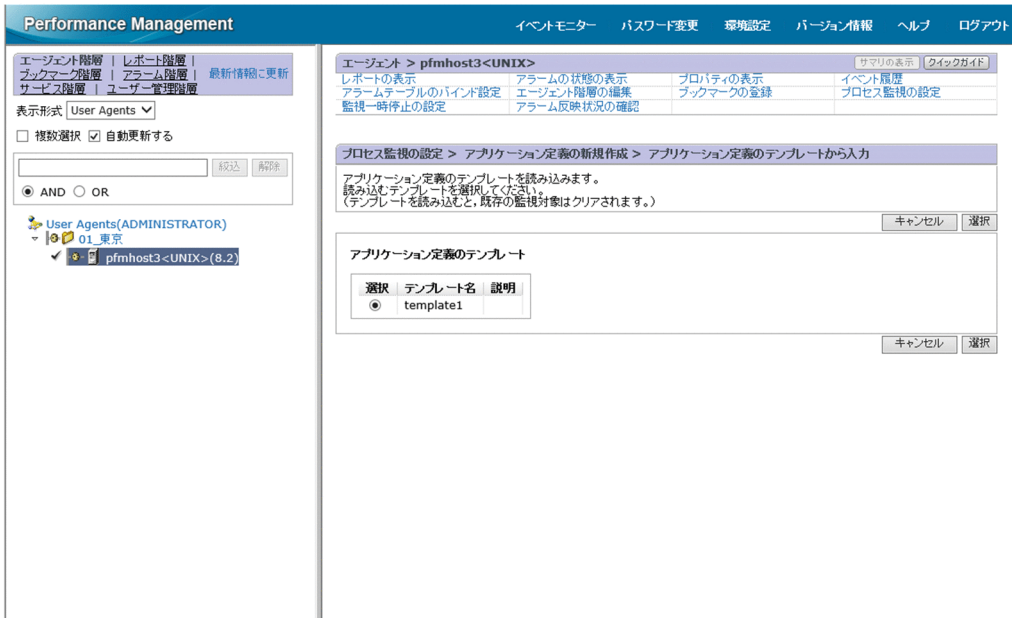 Performance Management
イベントモニター パスワード変更 環境設定 バージョン情報 ヘルプ ログアウト
エージェント階層 | レポート階層 |
ブックマーク階層 | アラーム階層 | 最新情報に更新
サービス階層 | ユーザー管理階層
表示形式 User Agents
複数選択 自動更新する
絞込 解除
AND OR
User Agents(ADMINISTRATOR)
01_東京
pfmhost3<UNIX>(8.2)
エージェント > pfmhost3<UNIX> サマリの表示 クイックガイド
レポートの表示 アラームの状態の表示 プロパティの表示 イベント履歴
アラームテーブルのバインド設定 エージェント階層の編集 ブックマークの登録 プロセス監視の設定
監視一時停止の設定 アラーム反映状況の確認
プロセス監視の設定 > アプリケーション定義の新規作成 > アプリケーション定義のテンプレートから入力
アプリケーション定義のテンプレートを読み込みます。
読み込むテンプレートを選択してください。
(テンプレートを読み込むと,既存の監視対象はクリアされます。)
キャンセル 選択
アプリケーション定義のテンプレート
選択 テンプレート名 説明
template1
キャンセル 選択